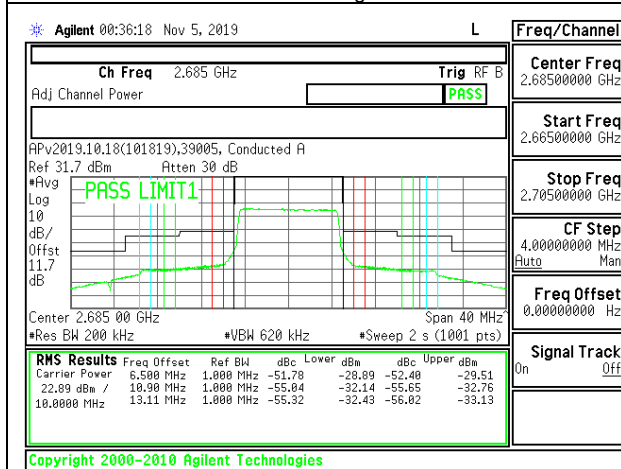 Agilent 00:36:18 Nov 5, 2019 L
Ch Freq 2.685 GHz Trig RF B
Adj Channel Power PASS
APv2019.10.18(101819),39005, Conducted A
Ref 31.7 dBm Atten 30 dB
#Avg
Log
10
dB/
Offst
11.7
dB
PASS LIMIT1
Center 2.685 00 GHz Span 40 MHz
#Res BW 200 kHz #VBW 620 kHz #Sweep 2 s (1001 pts)
RMS Results Freq Offset Ref BW dBc Lower dBm dBc Upper dBm
Carrier Power 6.500 MHz 1.000 MHz -51.78 -28.89 -52.40 -29.51
22.89 dBm / 10.90 MHz 1.000 MHz -55.04 -32.14 -55.65 -32.76
10.0000 MHz 13.11 MHz 1.000 MHz -55.32 -32.43 -56.02 -33.13
Copyright 2000-2010 Agilent Technologies
Freq/Channel
Center Freq
2.68500000 GHz
Start Freq
2.66500000 GHz
Stop Freq
2.70500000 GHz
CF Step
4.00000000 MHz
Auto Man
Freq Offset
0.00000000 Hz
Signal Track
On Off